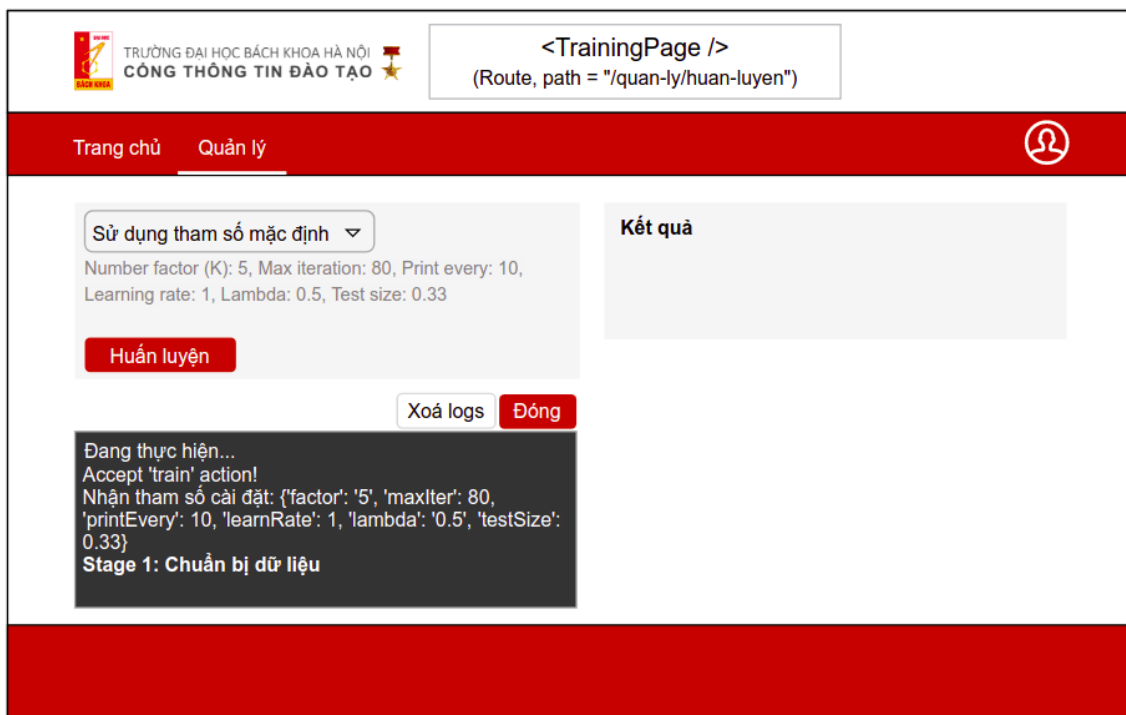 TRƯỜNG ĐẠI HỌC BÁCH KHOA HÀ NỘI
CỔNG THÔNG TIN ĐÀO TẠO
BÁCH KHOA
<TrainingPage />
(Route, path = "/quan-ly/huan-luyen")
Trang chủ
Quản lý
Sử dụng tham số mặc định
Number factor (K): 5, Max iteration: 80, Print every: 10,
Learning rate: 1, Lambda: 0.5, Test size: 0.33
Huấn luyện
Kết quả
Xoá logs
Đóng
Đang thực hiện...
Accept 'train' action!
Nhận tham số cài đặt: {'factor': '5', 'maxIter': 80,
'printEvery': 10, 'learnRate': 1, 'lambda': '0.5', 'testSize':
0.33}
Stage 1: Chuẩn bị dữ liệu